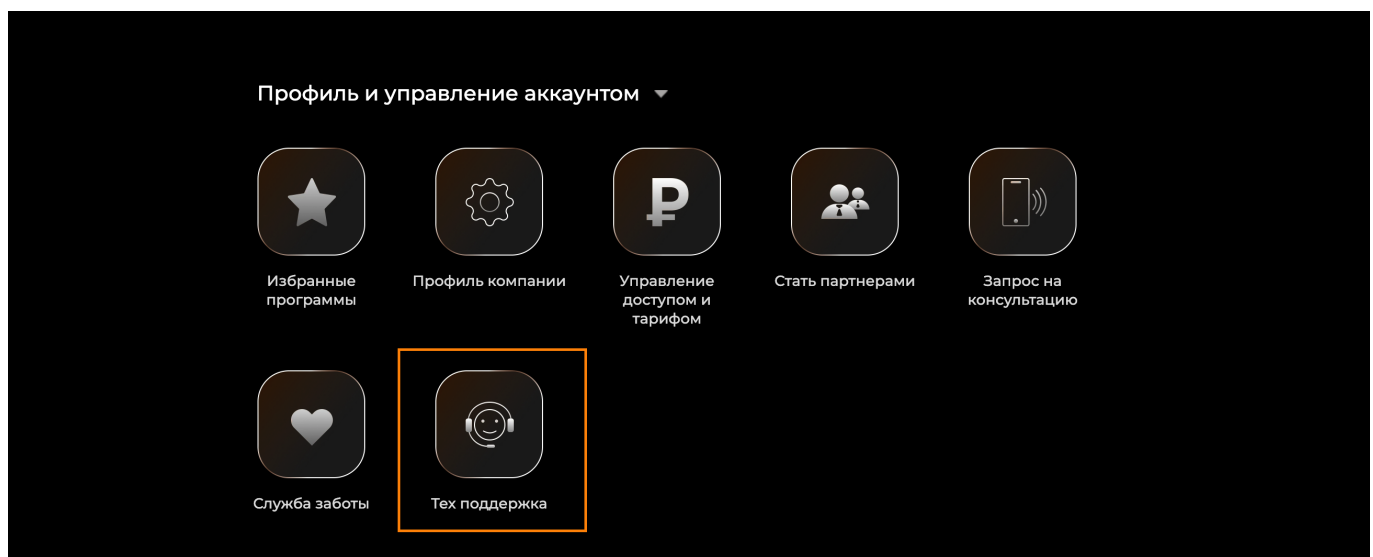 Профиль и управление аккаунтом
Избранные
программы
Профиль компании
Управление
доступом и
тарифом
Стать партнерами
Запрос на
консультацию
Служба заботы
Тех поддержка